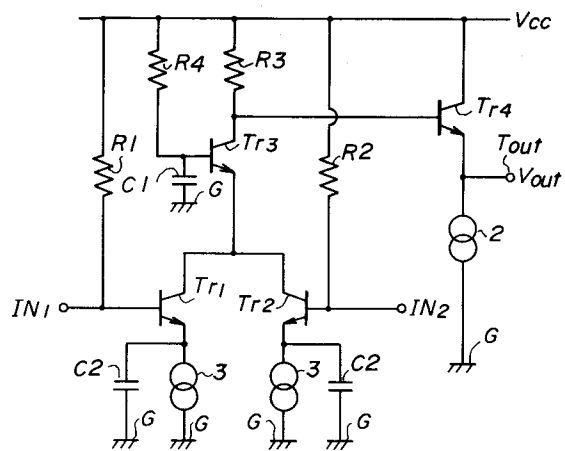 Vcc
R4
R3
Tr4
Tr3
R1
R2
Tout
C1
G
Vout
2
IN1
Tr1
Tr2
IN2
C2
3
3
C2
G
G
G
G
G